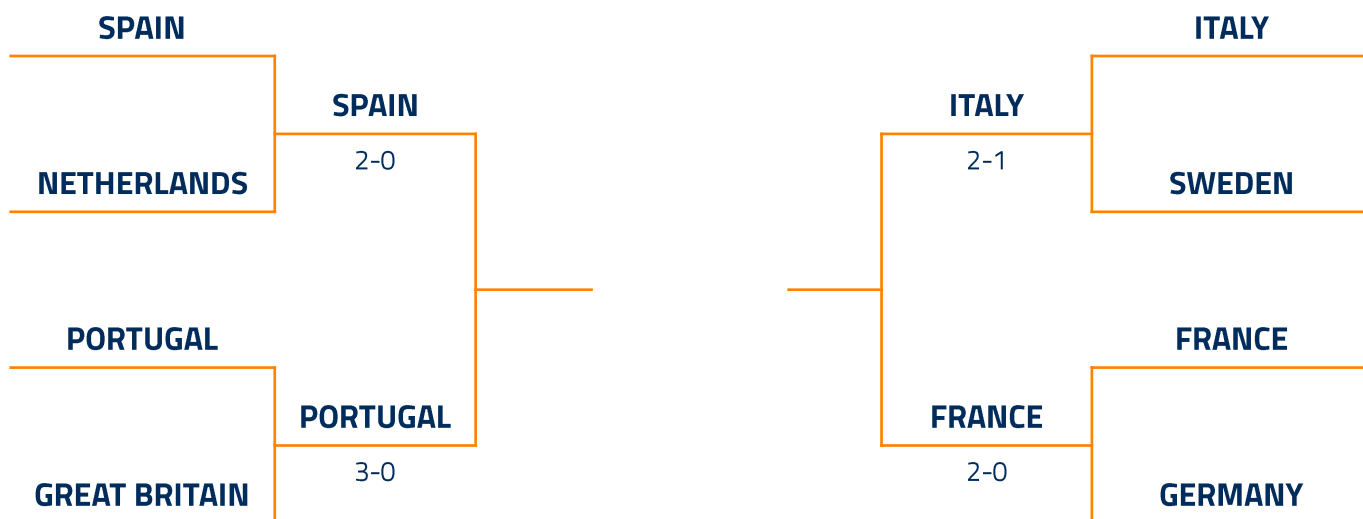 SPAIN
ITALY
SPAIN
ITALY
2-0
2-1
NETHERLANDS
SWEDEN
PORTUGAL
FRANCE
PORTUGAL
FRANCE
3-0
2-0
GREAT BRITAIN
GERMANY